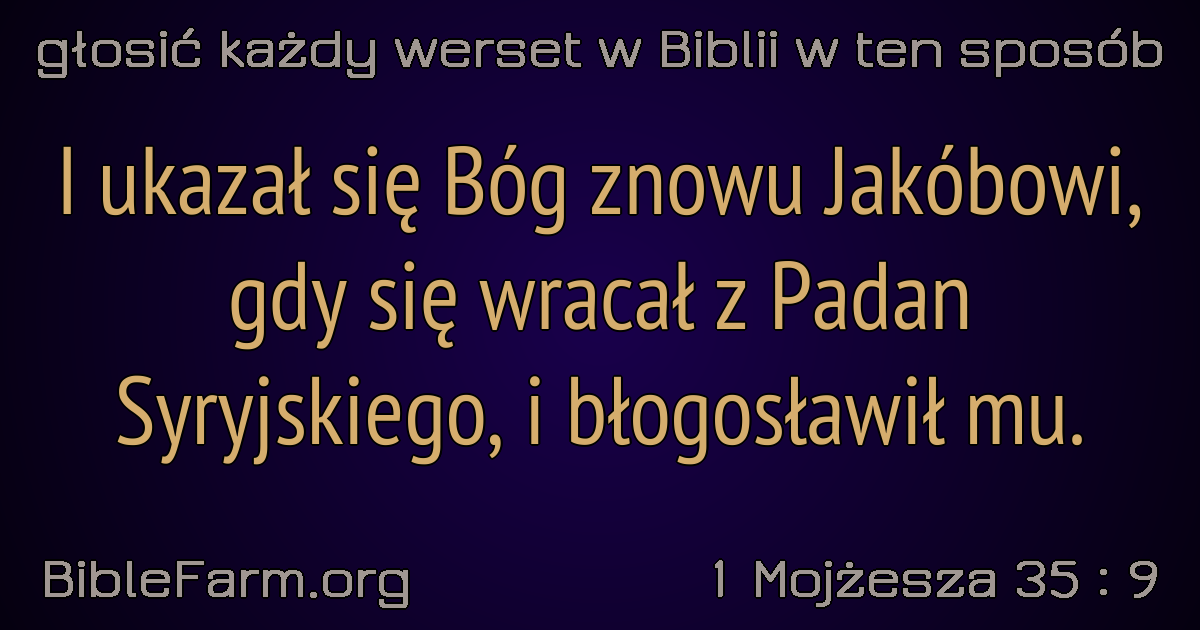 głosić każdy werset w Biblii w ten sposób
I ukazał się Bóg znowu Jakóbowi,
gdy się wracał z Padan
Syryjskiego, i błogosławił mu.
BibleFarm.org
1 Mojżesza 35 : 9